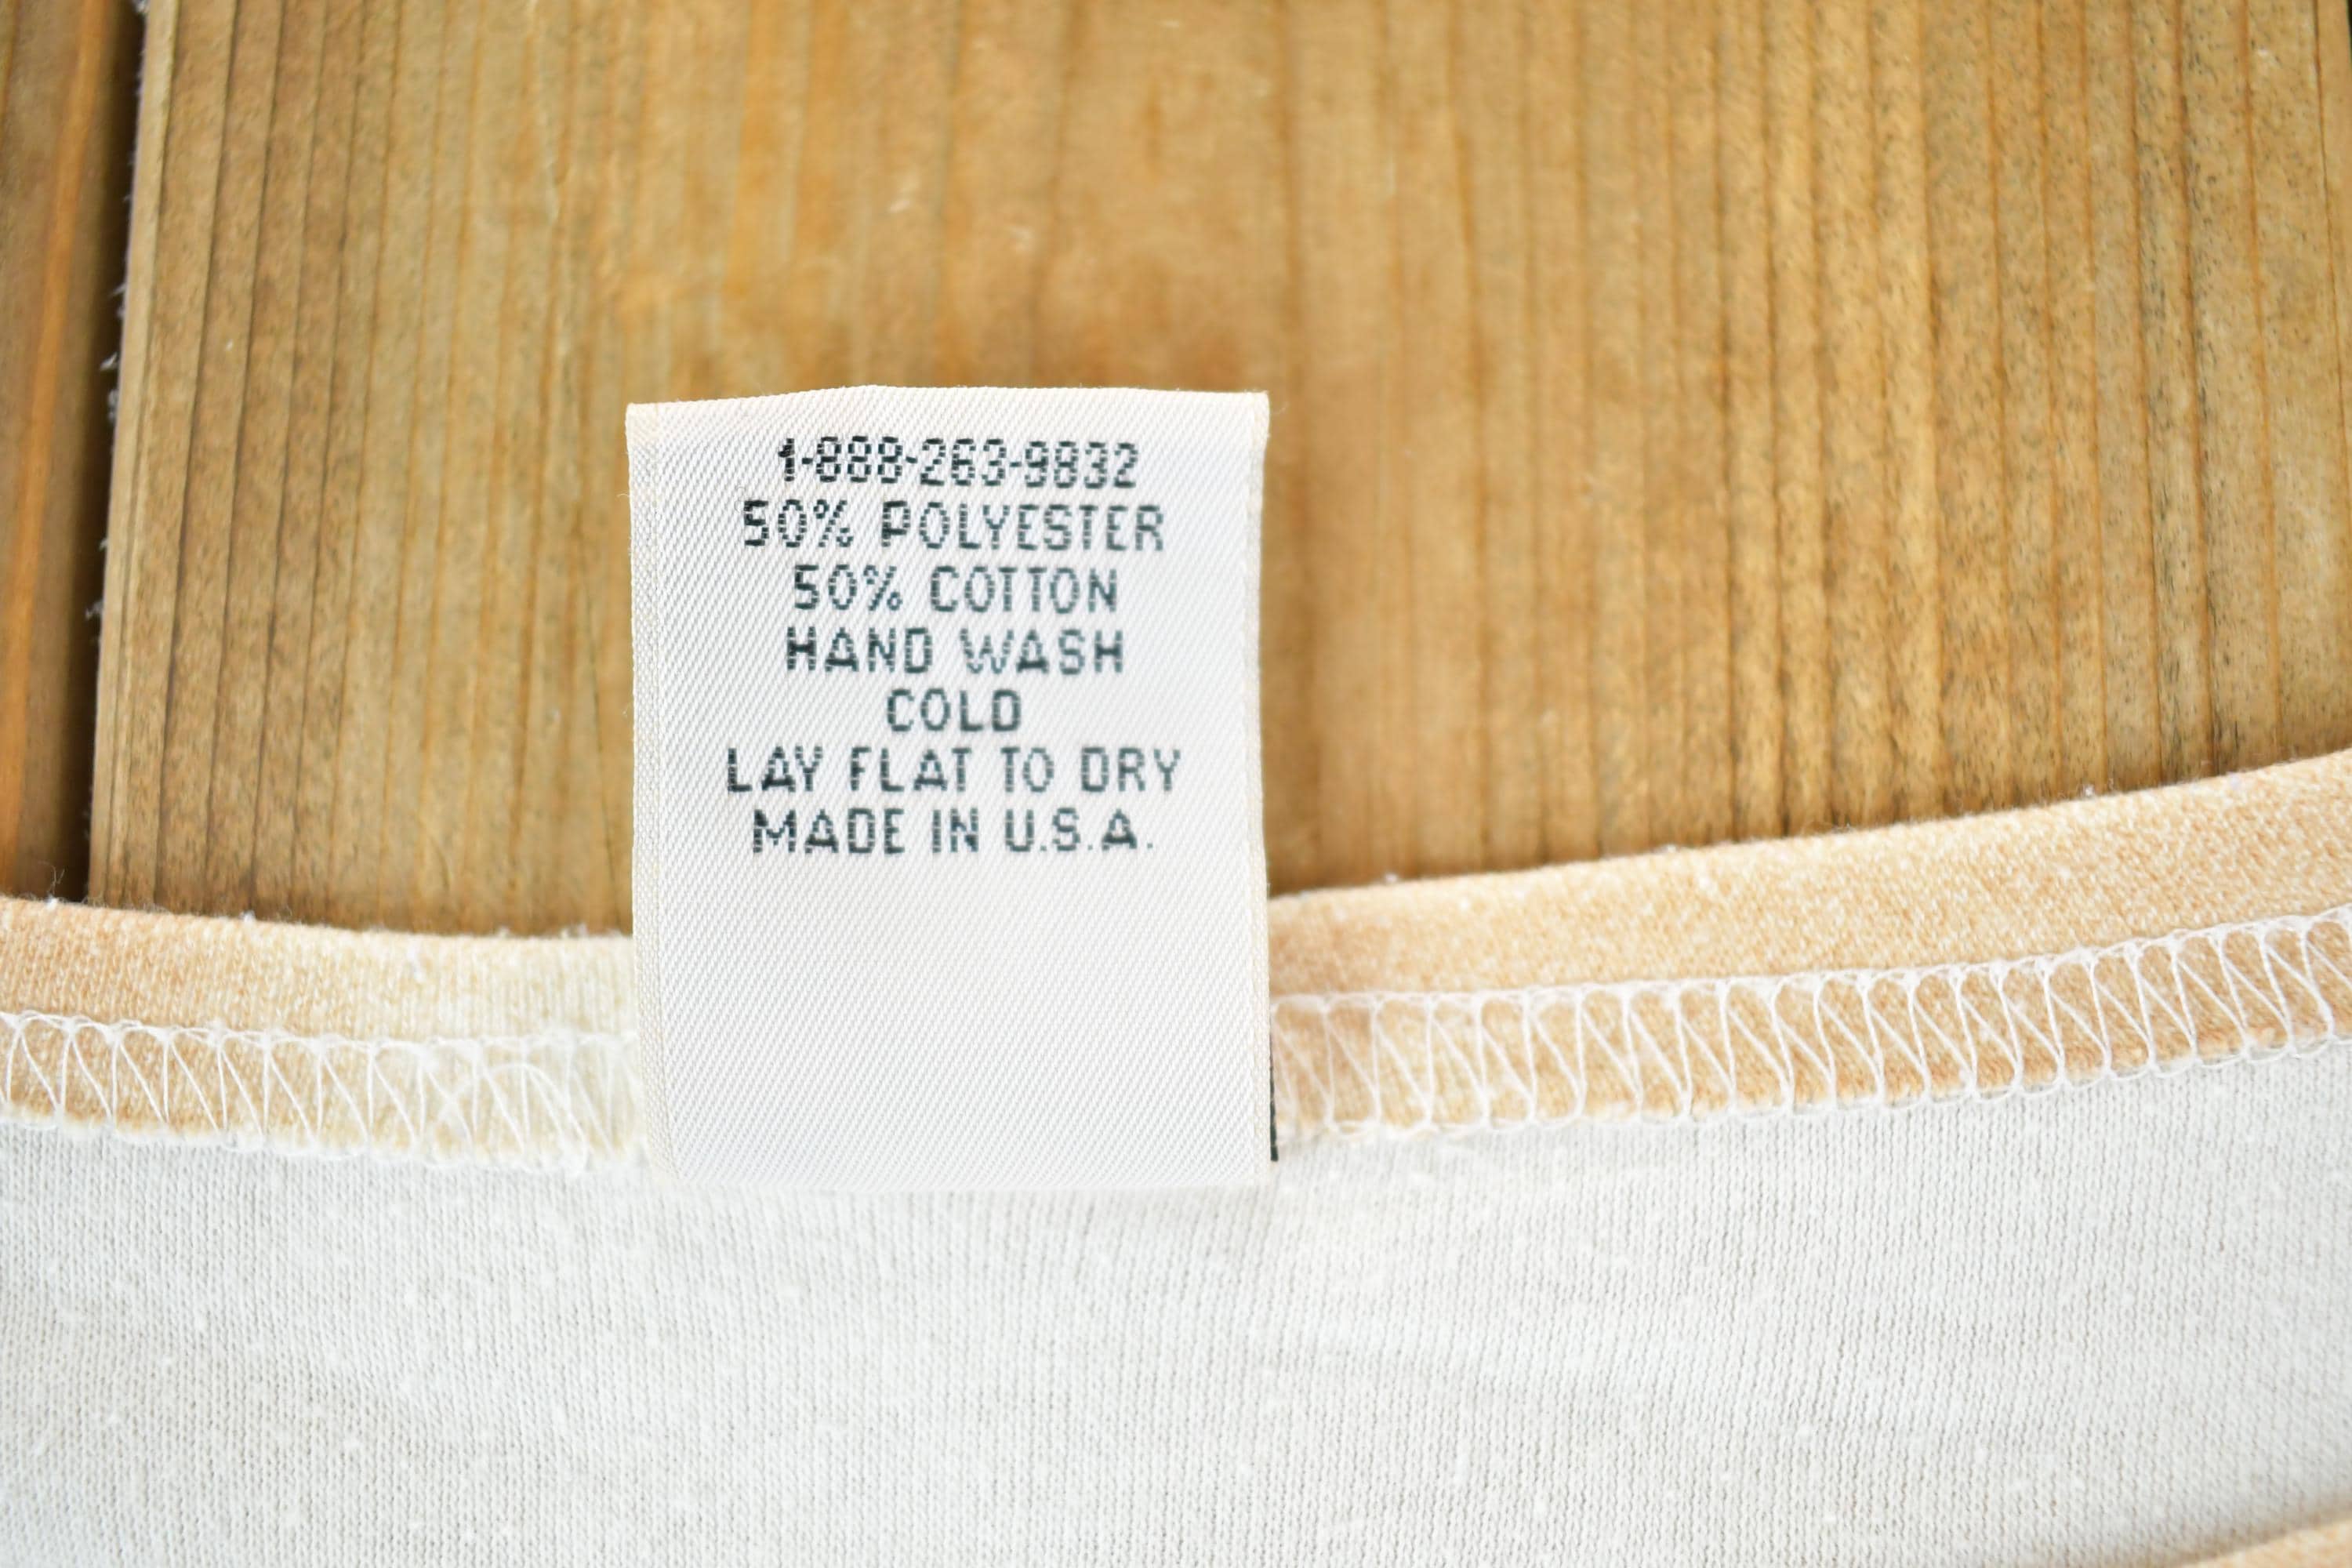 1-888-263-9832
50% POLYESTER
50% COTTON
HAND WASH
COLD
LAY FLAT TO DRY
MADE IN U.S.A.